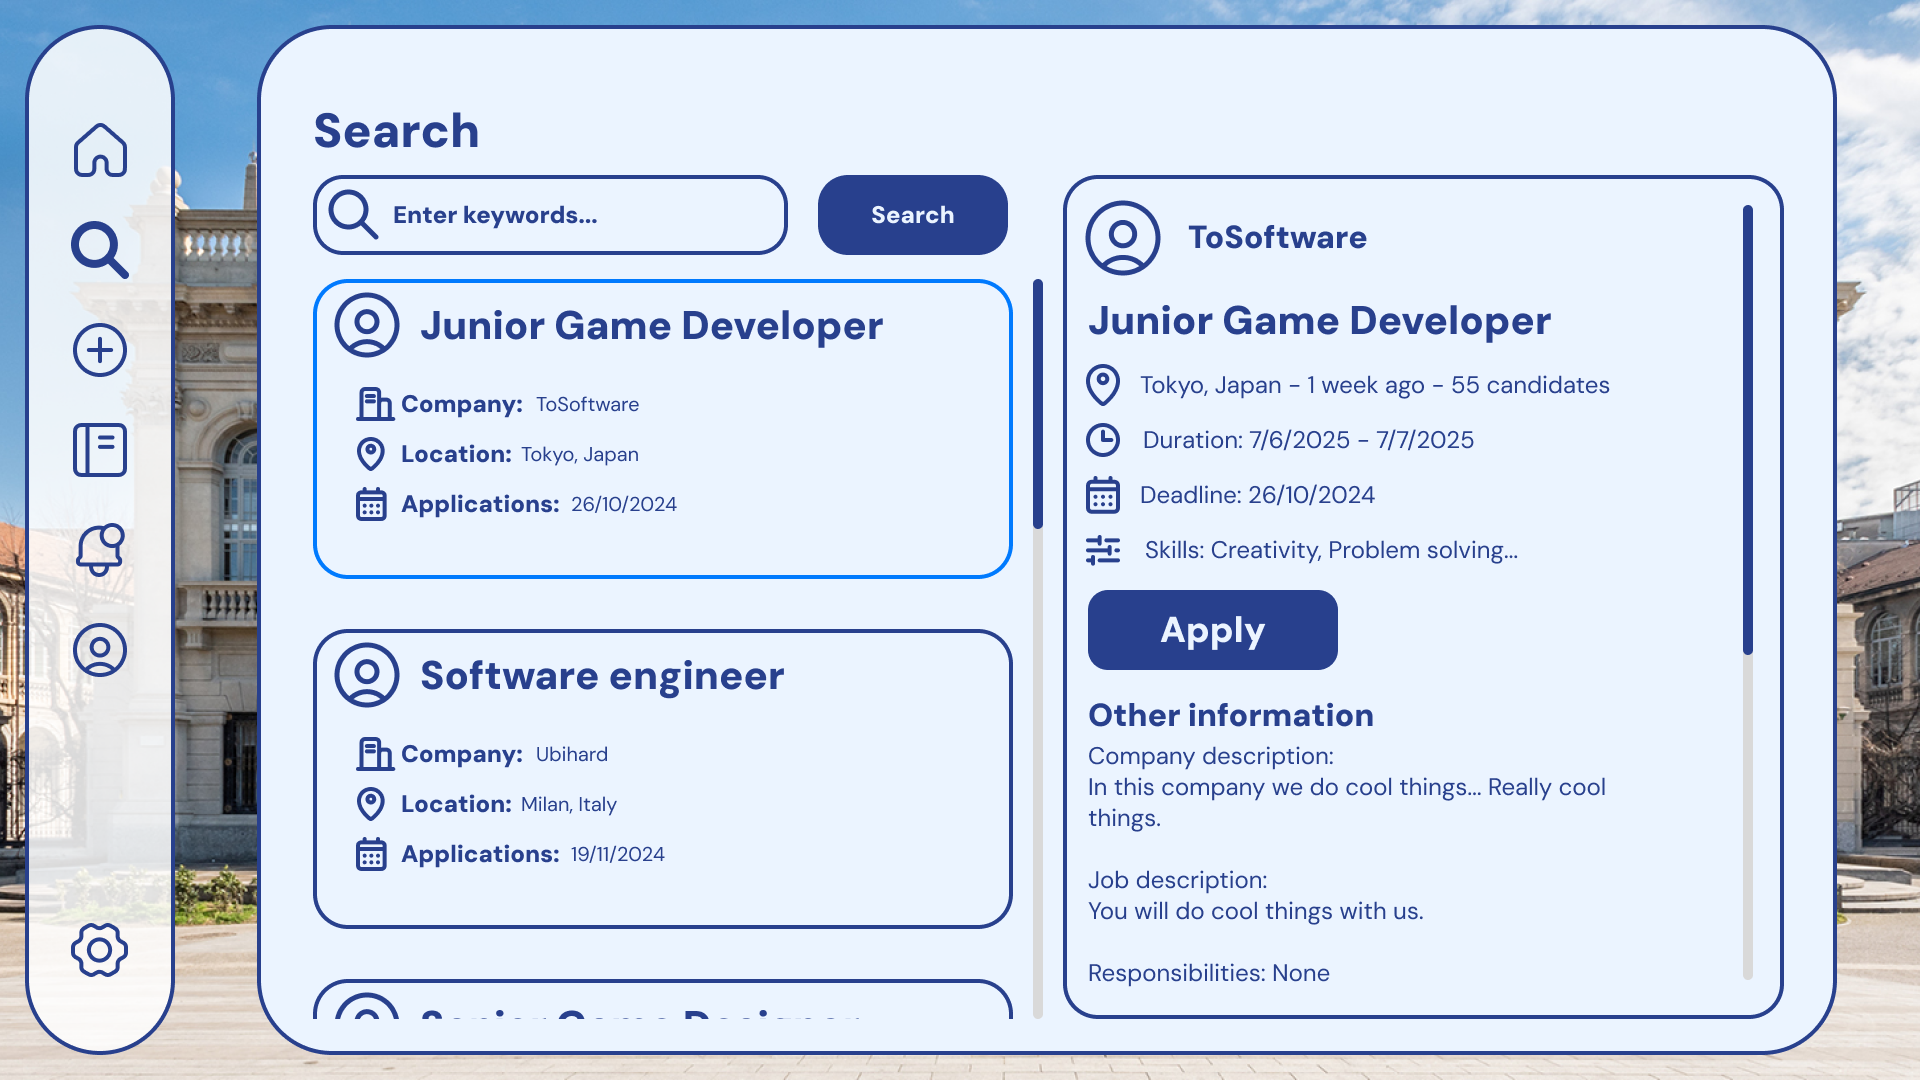 Search
Enter keywords...
Search
Junior Game Developer
Company: ToSoftware
Location: Tokyo, Japan
Applications: 26/10/2024
Software engineer
Company: Ubihard
Location: Milan, Italy
Applications: 19/11/2024
Senior Game Designer
ToSoftware
Junior Game Developer
Tokyo, Japan - 1 week ago - 55 candidates
Duration: 7/6/2025 - 7/7/2025
Deadline: 26/10/2024
Skills: Creativity, Problem solving...
Apply
Other information
Company description:
In this company we do cool things... Really cool
things.
Job description:
You will do cool things with us.
Responsibilities: None